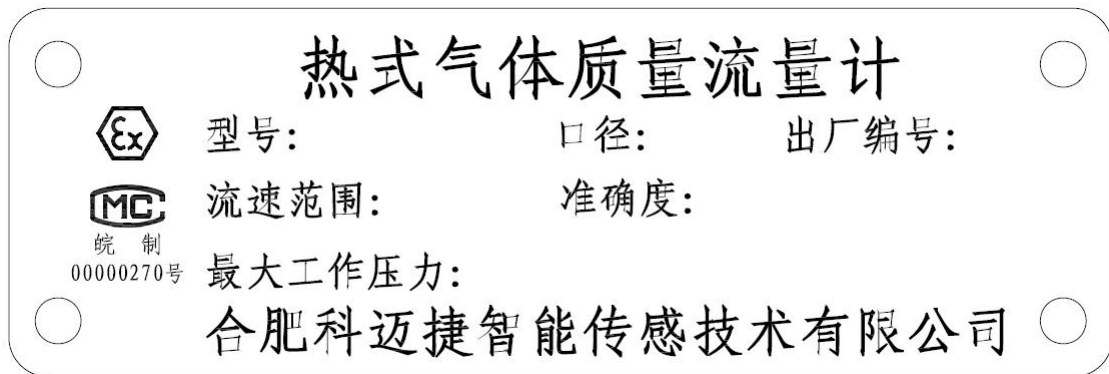 热式气体质量流量计
Ex 型号: 口径: 出厂编号:
MC 流速范围: 准确度:
皖 制
00000270号 最大工作压力:
合肥科迈捷智能传感技术有限公司